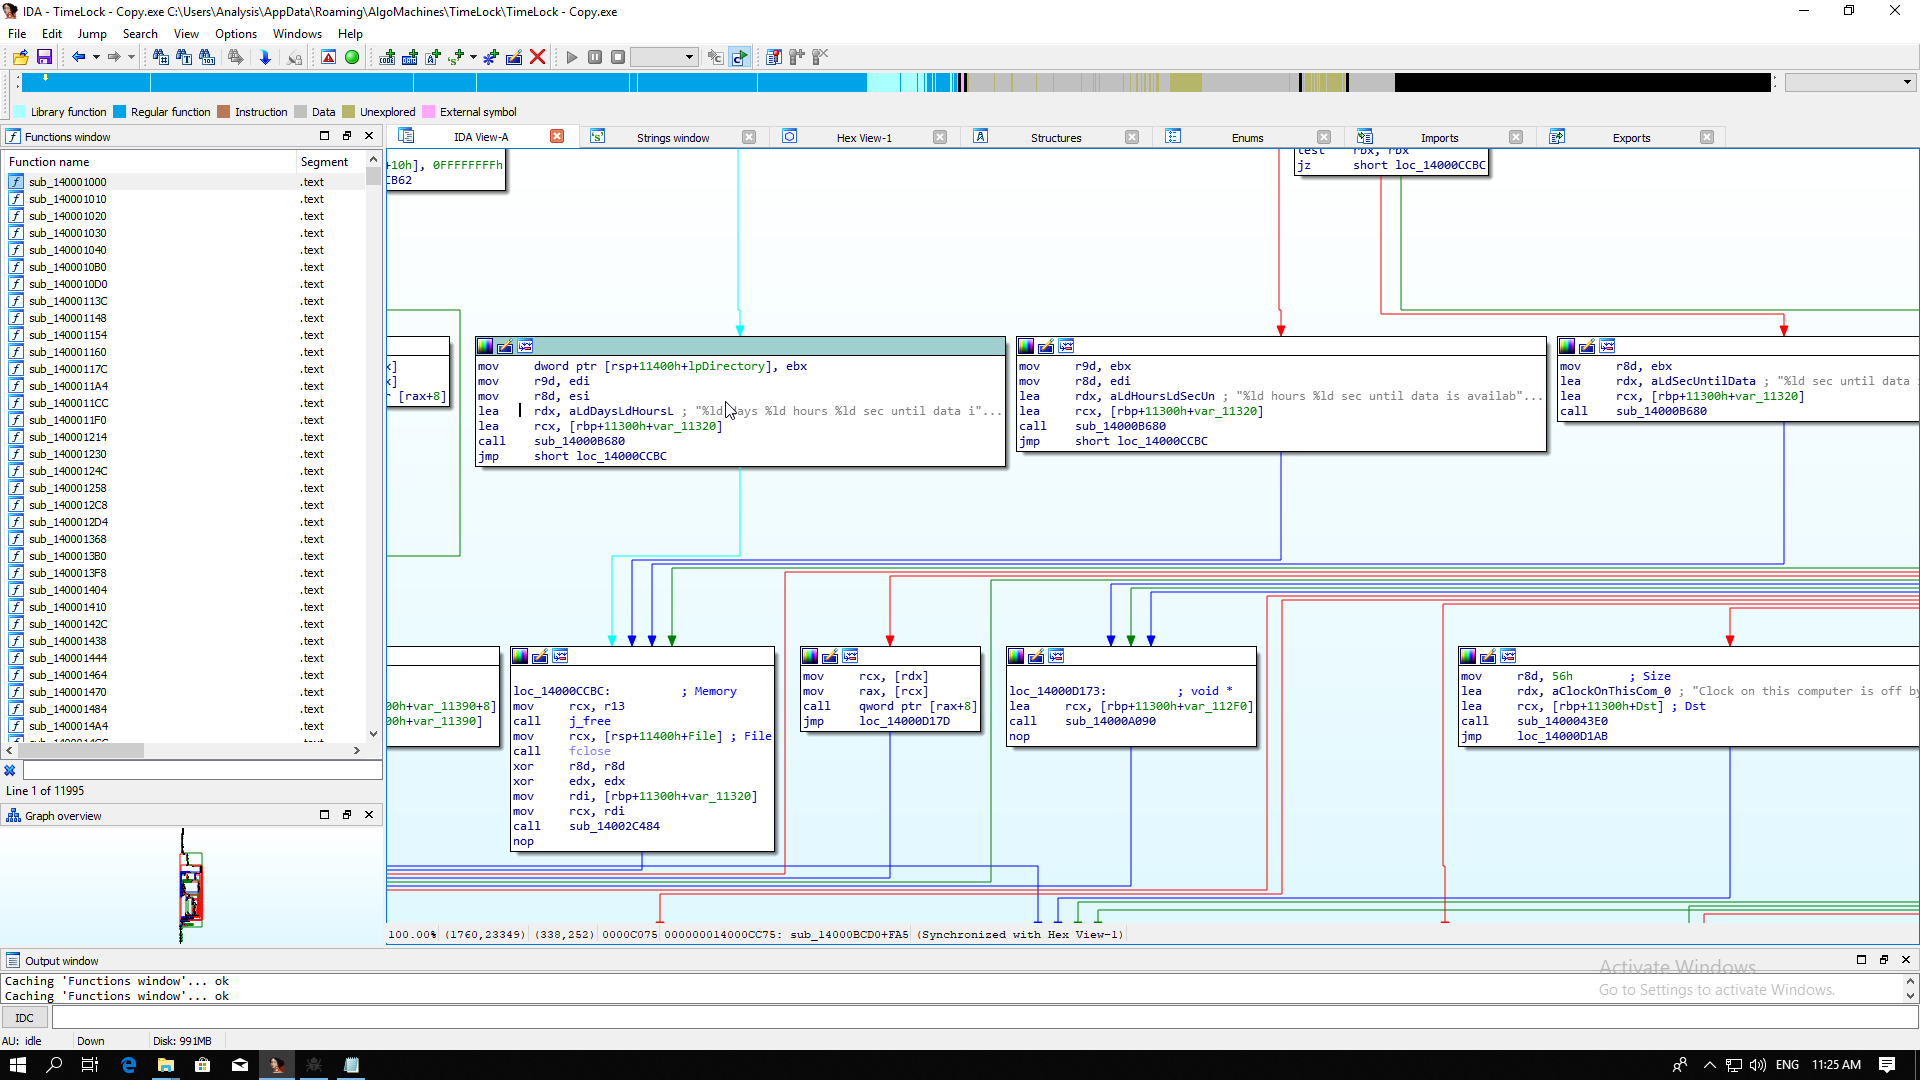 IDA - TimeLock - Copy.exe C:\Users\Analysis\AppData\Roaming\AlgoMachines\TimeLock\TimeLock - Copy.exe
File Edit Jump Search View Options Windows Help
Library function Regular function Instruction Data Unexplored External symbol
Functions window
IDA View-A Strings window Hex View-1 Structures Enums Imports Exports
Function name Segment
sub_140001000 .text
sub_140001010 .text
sub_140001020 .text
sub_140001030 .text
sub_140001040 .text
sub_1400010B0 .text
sub_1400010D0 .text
sub_14000113C .text
sub_140001148 .text
sub_140001154 .text
sub_140001160 .text
sub_14000117C .text
sub_1400011A4 .text
sub_1400011CC .text
sub_1400011F0 .text
sub_140001214 .text
sub_140001230 .text
sub_14000124C .text
sub_140001258 .text
sub_1400012C8 .text
sub_1400012D4 .text
sub_140001368 .text
sub_1400013B0 .text
sub_1400013F8 .text
sub_140001404 .text
sub_140001410 .text
sub_14000142C .text
sub_140001438 .text
sub_140001444 .text
sub_140001464 .text
sub_140001470 .text
sub_140001484 .text
sub_1400014A4 .text
Line 1 of 11995
Graph overview
+10h], 0FFFFFFFFh
CB62
test rbx, rbx
jz short loc_14000CCBC
[rax+8]
mov dword ptr [rsp+11400h+lpDirectory], ebx
mov r9d, edi
mov r8d, esi
lea rdx, aLdDaysLdHoursL ; "%ld days %ld hours %ld sec until data i"...
lea rcx, [rbp+11300h+var_11320]
call sub_14000B680
jmp short loc_14000CCBC
mov r9d, ebx
mov r8d, edi
lea rdx, aLdHoursLdSecUn ; "%ld hours %ld sec until data is availab"...
lea rcx, [rbp+11300h+var_11320]
call sub_14000B680
jmp short loc_14000CCBC
mov r8d, ebx
lea rdx, aLdSecUntilData ; "%ld sec until data
lea rcx, [rbp+11300h+var_11320]
call sub_14000B680
00h+var_11390+8]
00h+var_11390]
loc_14000CCBC: ; Memory
mov rcx, r13
call j_free
mov rcx, [rsp+11400h+File] ; File
call fclose
xor r8d, r8d
xor edx, edx
mov rdi, [rbp+11300h+var_11320]
mov rcx, rdi
call sub_14002C484
nop
mov rcx, [rdx]
mov rax, [rcx]
call qword ptr [rax+8]
jmp loc_14000D17D
loc_14000D173: ; void *
lea rcx, [rbp+11300h+var_112F0]
call sub_14000A090
nop
mov r8d, 56h ; Size
lea rdx, aClockOnThisCom_0 ; "Clock on this computer is off by
lea rcx, [rbp+11300h+Dst] ; Dst
call sub_1400043E0
jmp loc_14000D1AB
100.00% (1760,23349) (338,252) 0000C075 000000014000CC75: sub_14000BCD0+FA5 (Synchronized with Hex View-1)
Output window
Caching 'Functions window'... ok
Caching 'Functions window'... ok
Activate Windows
Go to Settings to activate Windows.
IDC
AU: idle Down Disk: 991MB
ENG 11:25 AM